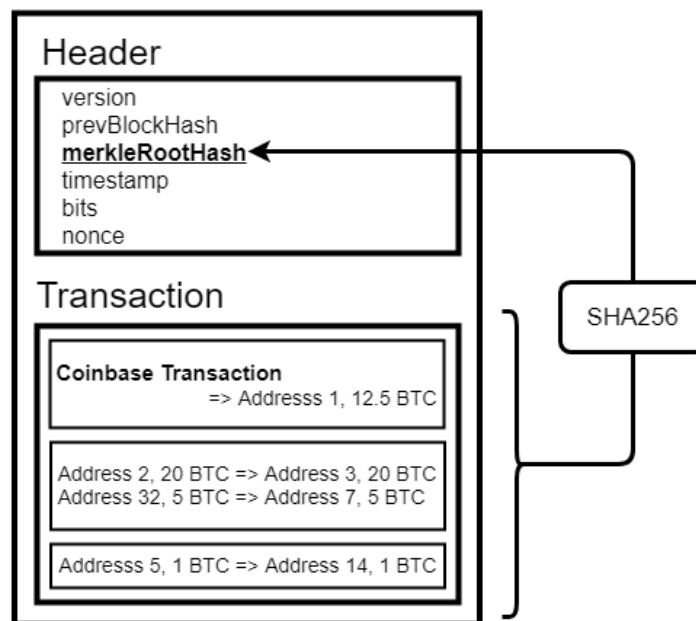 Header
version
prevBlockHash
merkleRootHash
timestamp
bits
nonce
Transaction
SHA256
Coinbase Transaction
=> Addresss 1, 12.5 BTC
Address 2, 20 BTC => Address 3, 20 BTC
Address 32, 5 BTC => Address 7, 5 BTC
Addresss 5, 1 BTC => Address 14, 1 BTC